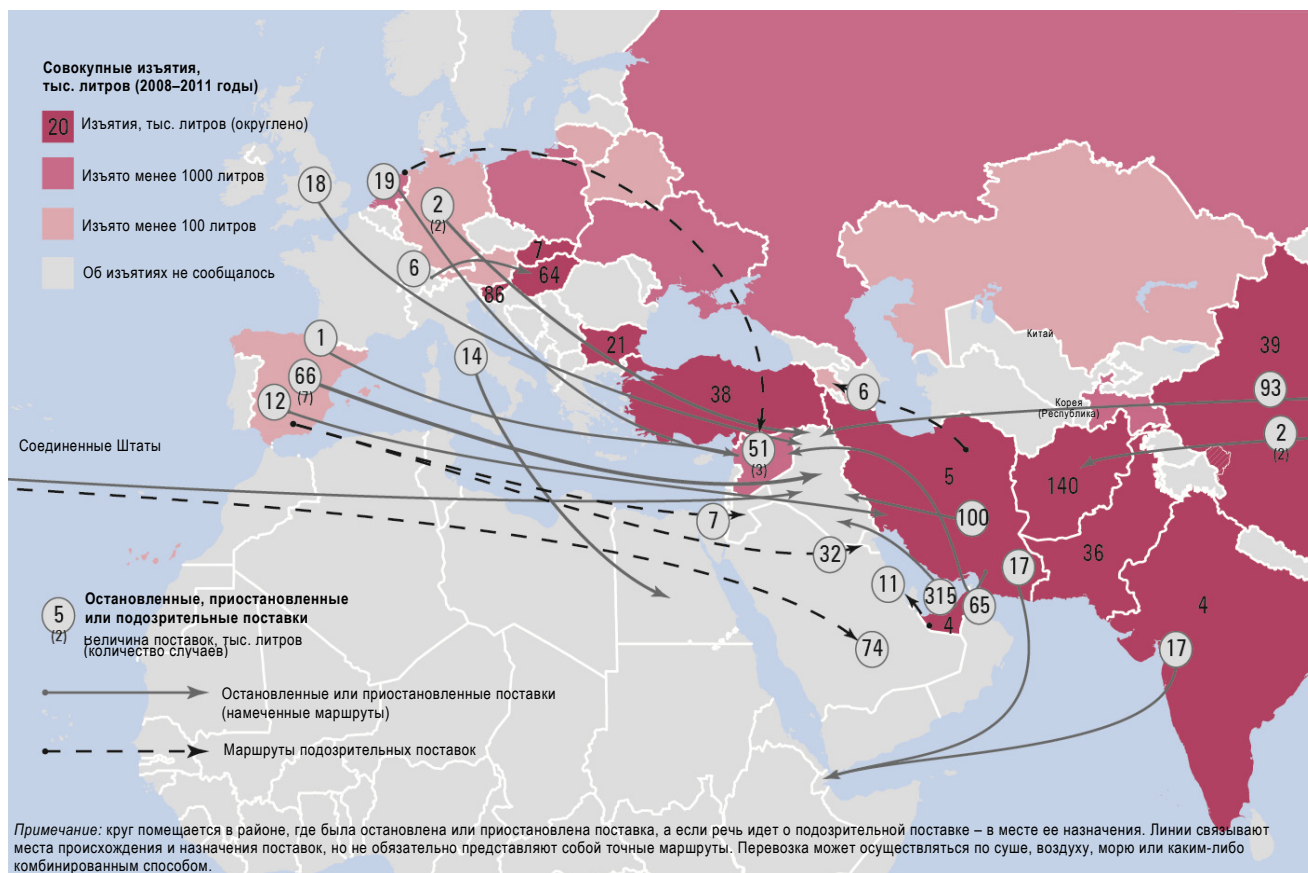 Совокупные изъятия,
тыс. литров (2008–2011 годы)
20 Изъятия, тыс. литров (округлено)
Изъято менее 1000 литров
Изъято менее 100 литров
Об изъятиях не сообщалось
18
19
2
(2)
6
7
64
86
1
14
21
66
(7)
12
38
51
(3)
6
Китай
39
Корея
(Республика)
93
2
(2)
Соединенные Штаты
5
140
100
36
7
32
17
11
315
65
4
4
74
17
5
(2)
Остановленные, приостановленные
или подозрительные поставки
Величина поставок, тыс. литров
(количество случаев)
Остановленные или приостановленные поставки
(намеченные маршруты)
Маршруты подозрительных поставок
Примечание: круг помещается в районе, где была остановлена или приостановлена поставка, а если речь идет о подозрительной поставке – в месте ее назначения. Линии связывают
места происхождения и назначения поставок, но не обязательно представляют собой точные маршруты. Перевозка может осуществляться по суше, воздуху, морю или каким-либо
комбинированным способом.